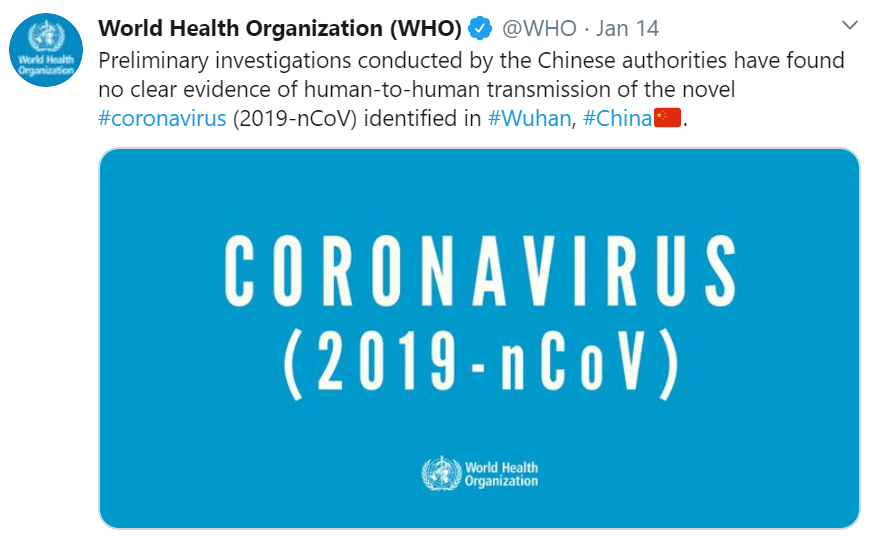 World Health Organization (WHO) @WHO · Jan 14
Preliminary investigations conducted by the Chinese authorities have found
no clear evidence of human-to-human transmission of the novel
#coronavirus (2019-nCoV) identified in #Wuhan, #China🇨🇳.
World Health
Organization
CORONAVIRUS
(2019-nCoV)
World Health
Organization